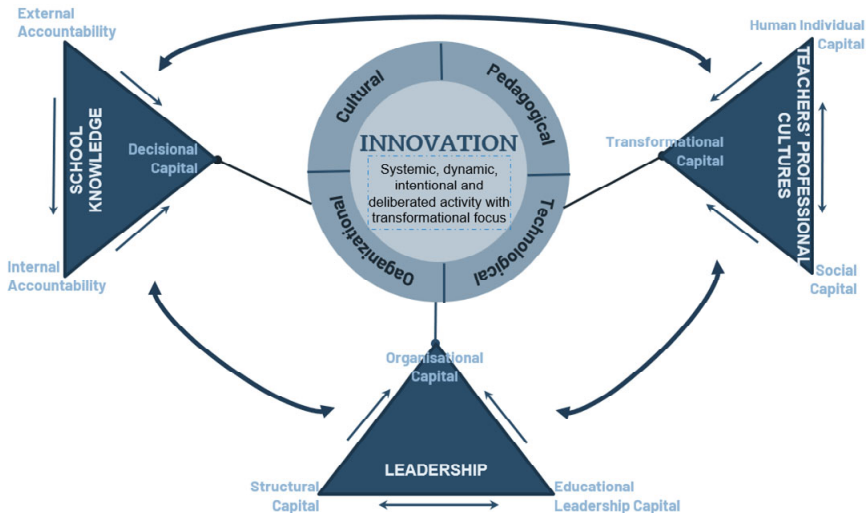 External
Accountability
Human Individual
Capital
Cultural
Pedagogical
SCHOOL
KNOWLEDGE
Decisional
Capital
INNOVATION
Systemic, dynamic,
intentional and
deliberated activity with
transformational focus
Transformational
Capital
TEACHERS' PROFESSIONAL
CULTURES
Oaganizational
Technological
Internal
Accountability
Social
Capital
Organisational
Capital
LEADERSHIP
Structural
Capital
Educational
Leadership Capital